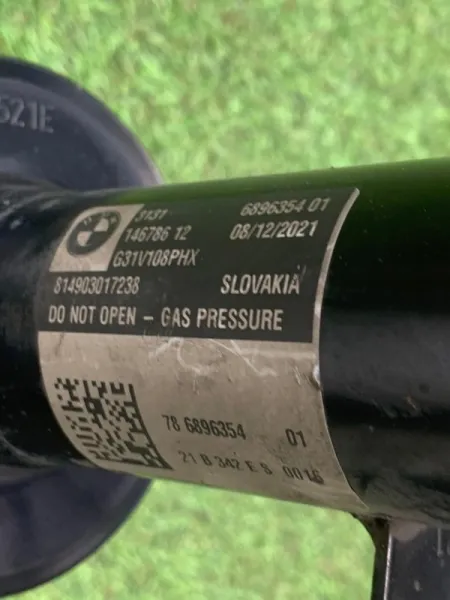 521E
3131 6896354 01
146786 12 08/12/2021
G31V108PHX
814903017238 SLOVAKIA
DO NOT OPEN - GAS PRESSURE
78 6896354 01
21 B 342 E S 0016